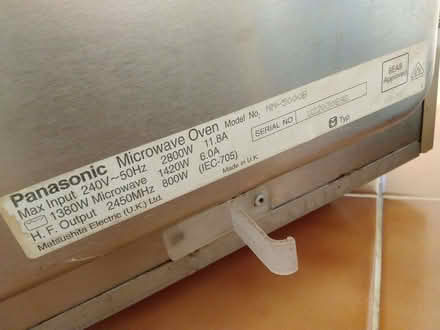 Panasonic Microwave Oven Model No.
Max Input 240V~50Hz 2800W 11.8A
1380W Microwave 1420W 6.0A
H. F. Output 2450MHz 800W (IEC-705)
Matsushita Electric (U.K.) Ltd. Made in U.K.
SERIAL NO
Typ
BEAB
Approved